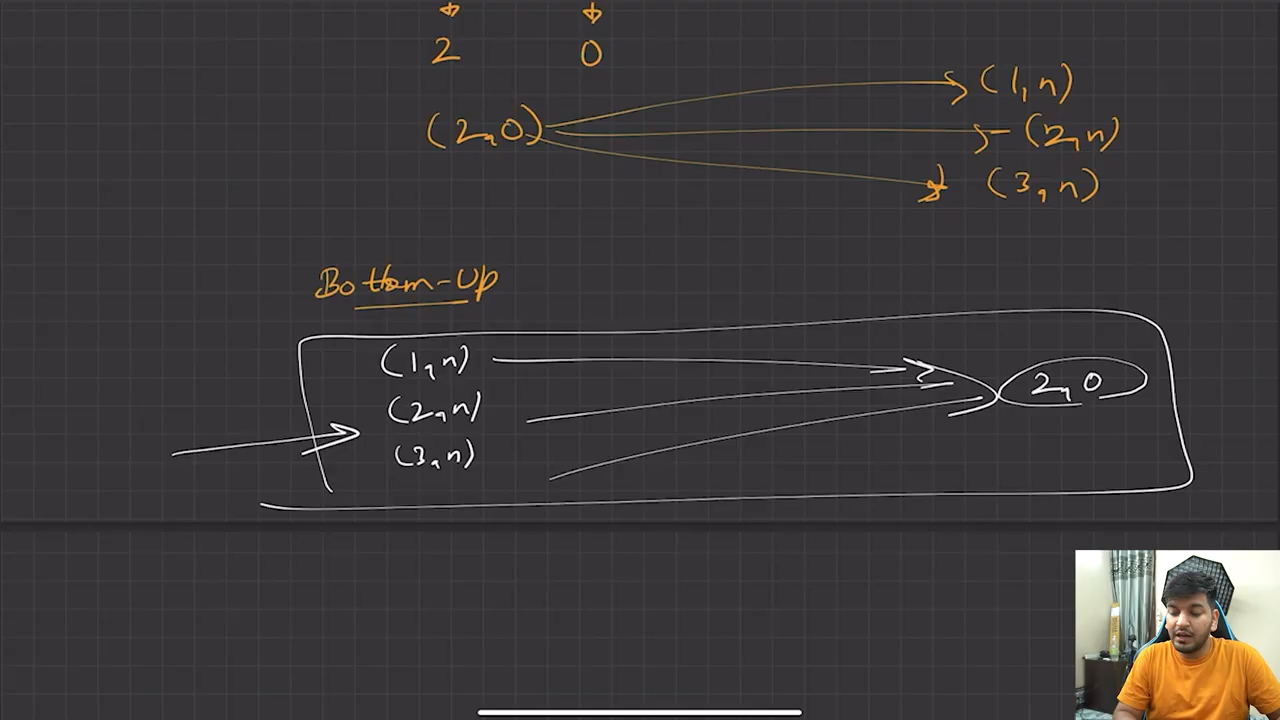 2 0
(2,0) (1,n)
(2,n)
(3,n)
Bottom-Up
(1,n)
(2,n) 2,0
(3,n)